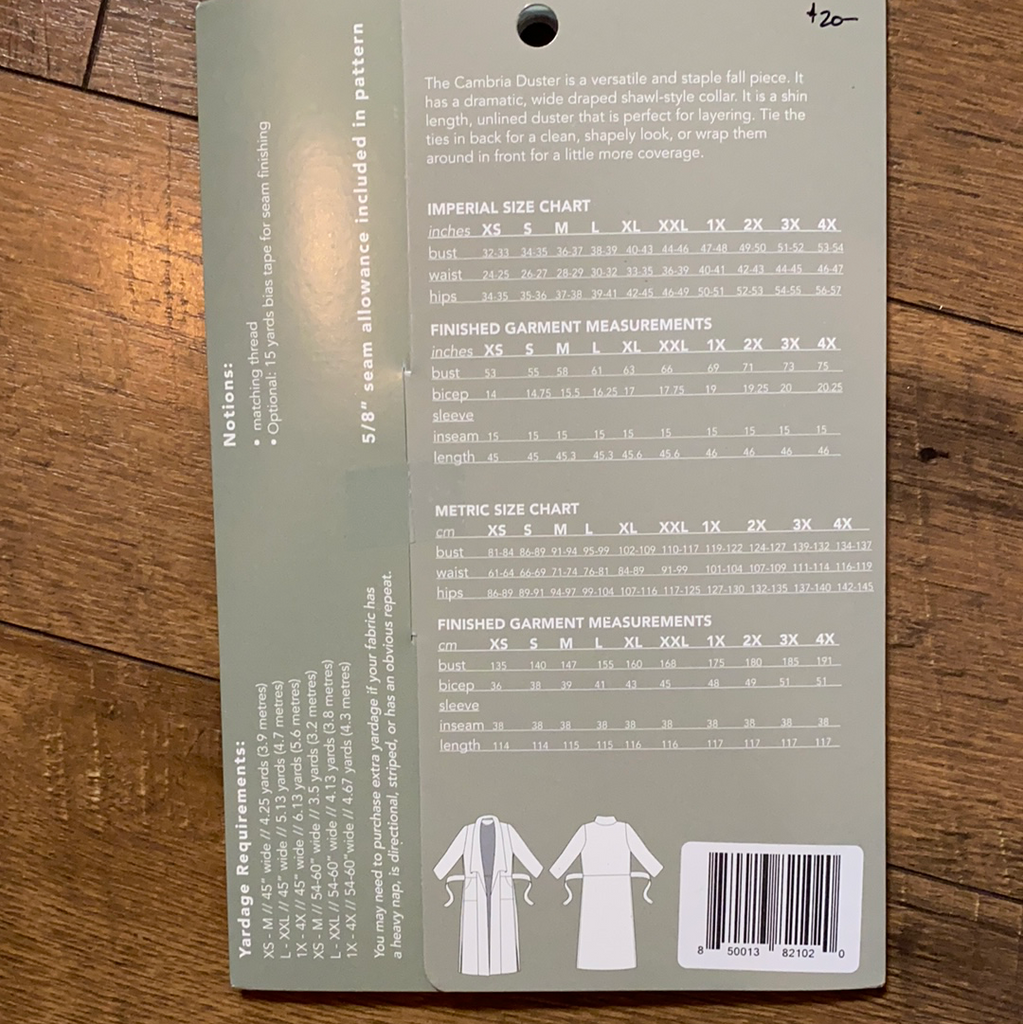 $20-
The Cambria Duster is a versatile and staple fall piece. It
has a dramatic, wide draped shawl-style collar. It is a shin
length, unlined duster that is perfect for layering. Tie the
ties in back for a clean, shapely look, or wrap them
around in front for a little more coverage.
IMPERIAL SIZE CHART
inches XS S M L XL XXL 1X 2X 3X 4X
bust 32-33 34-35 36-37 38-39 40-43 44-46 47-48 49-50 51-52 53-54
waist 24-25 26-27 28-29 30-32 33-35 36-39 40-41 42-43 44-45 46-47
hips 34-35 35-36 37-38 39-41 42-45 46-49 50-51 52-53 54-55 56-57
FINISHED GARMENT MEASUREMENTS
inches XS S M L XL XXL 1X 2X 3X 4X
bust 53 55 58 61 63 66 69 71 73 75
bicep 14 14.75 15.5 16.25 17 17.75 19 19.25 20 20.25
sleeve
inseam 15 15 15 15 15 15 15 15 15 15
length 45 45 45.3 45.3 45.6 45.6 46 46 46 46
METRIC SIZE CHART
cm XS S M L XL XXL 1X 2X 3X 4X
bust 81-84 86-89 91-94 95-99 102-109 110-117 119-122 124-127 139-132 134-137
waist 61-64 66-69 71-74 76-81 84-89 91-99 101-104 107-109 111-114 116-119
hips 86-89 89-91 94-97 99-104 107-116 117-125 127-130 132-135 137-140 142-145
FINISHED GARMENT MEASUREMENTS
cm XS S M L XL XXL 1X 2X 3X 4X
bust 135 140 147 155 160 168 175 180 185 191
bicep 36 38 39 41 43 45 48 49 51 51
sleeve
inseam 38 38 38 38 38 38 38 38 38 38
length 114 114 115 115 116 116 117 117 117 117
8 50013 82102 0
Yardage Requirements:
XS - M // 45" wide // 4.25 yards (3.9 metres)
L - XXL // 45" wide // 5.13 yards (4.7 metres)
1X - 4X // 45" wide // 6.13 yards (5.6 metres)
XS - M // 54-60" wide // 3.5 yards (3.2 metres)
L - XXL // 54-60" wide // 4.13 yards (3.8 metres)
1X - 4X // 54-60"wide // 4.67 yards (4.3 metres)
You may need to purchase extra yardage if your fabric has
a heavy nap, is directional, striped, or has an obvious repeat.
Notions:
• matching thread
• Optional: 15 yards bias tape for seam finishing
5/8" seam allowance included in pattern